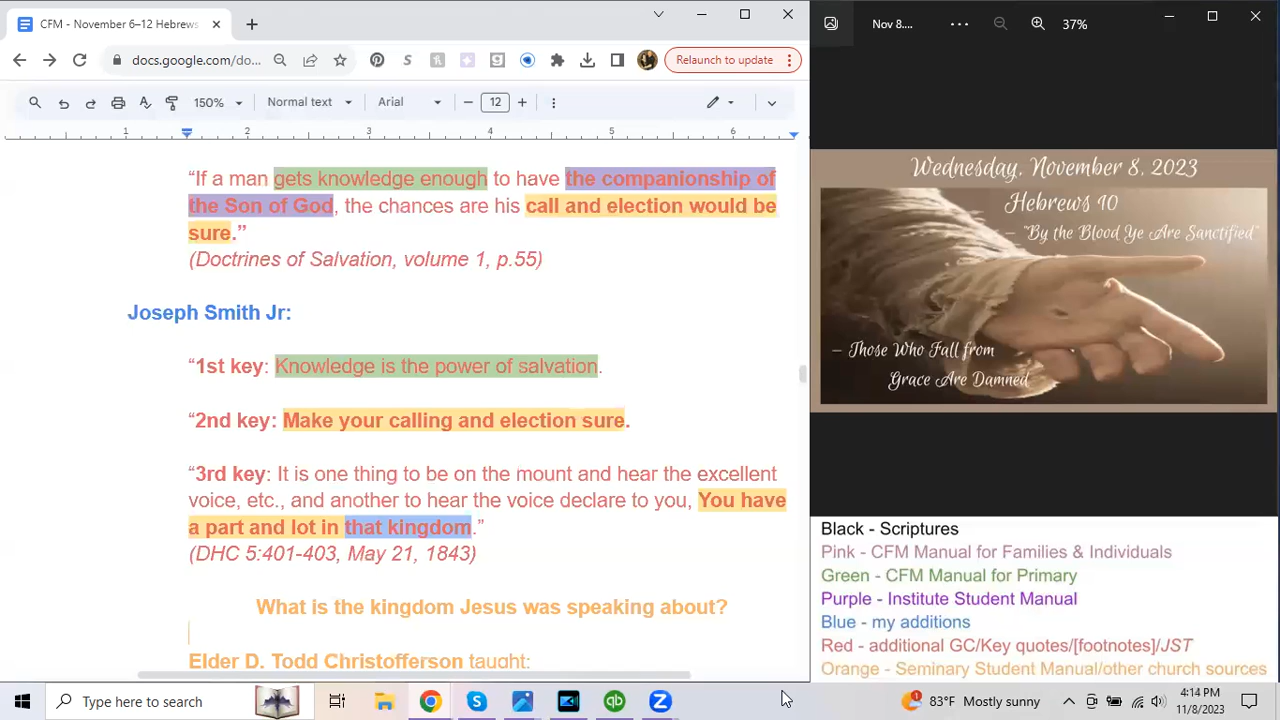 CFM - November 6–12 Hebrews
docs.google.com/do...
Relaunch to update
150%
Normal text
Arial
12
1
2
3
4
5
6
“If a man gets knowledge enough to have the companionship of
the Son of God, the chances are his call and election would be
sure.”
(Doctrines of Salvation, volume 1, p.55)
Joseph Smith Jr:
“1st key: Knowledge is the power of salvation.
“2nd key: Make your calling and election sure.
“3rd key: It is one thing to be on the mount and hear the excellent
voice, etc., and another to hear the voice declare to you, You have
a part and lot in that kingdom.”
(DHC 5:401-403, May 21, 1843)
What is the kingdom Jesus was speaking about?
Elder D. Todd Christofferson taught:
Nov 8....
37%
Wednesday, November 8, 2023
Hebrews 10
– “By the Blood Ye Are Sanctified”
– Those Who Fall from
Grace Are Damned
Black - Scriptures
Pink - CFM Manual for Families & Individuals
Green - CFM Manual for Primary
Purple - Institute Student Manual
Blue - my additions
Red - additional GC/Key quotes/[footnotes]/JST
Orange - Seminary Student Manual/other church sources
Type here to search
83°F Mostly sunny
4:14 PM
11/8/2023